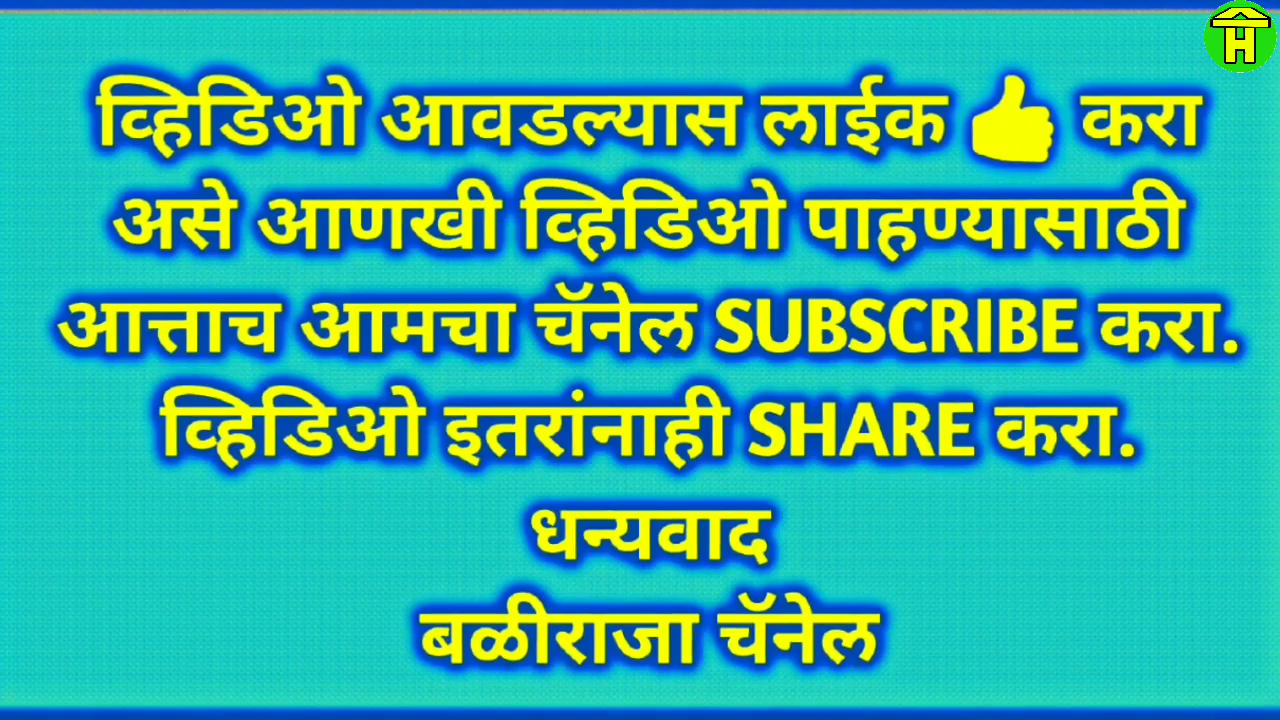 व्हिडिओ आवडल्यास लाईक 👍 करा
असे आणखी व्हिडिओ पाहण्यासाठी
आत्ताच आमचा चॅनेल SUBSCRIBE करा.
व्हिडिओ इतरांनाही SHARE करा.
धन्यवाद
बळीराजा चॅनेल
H